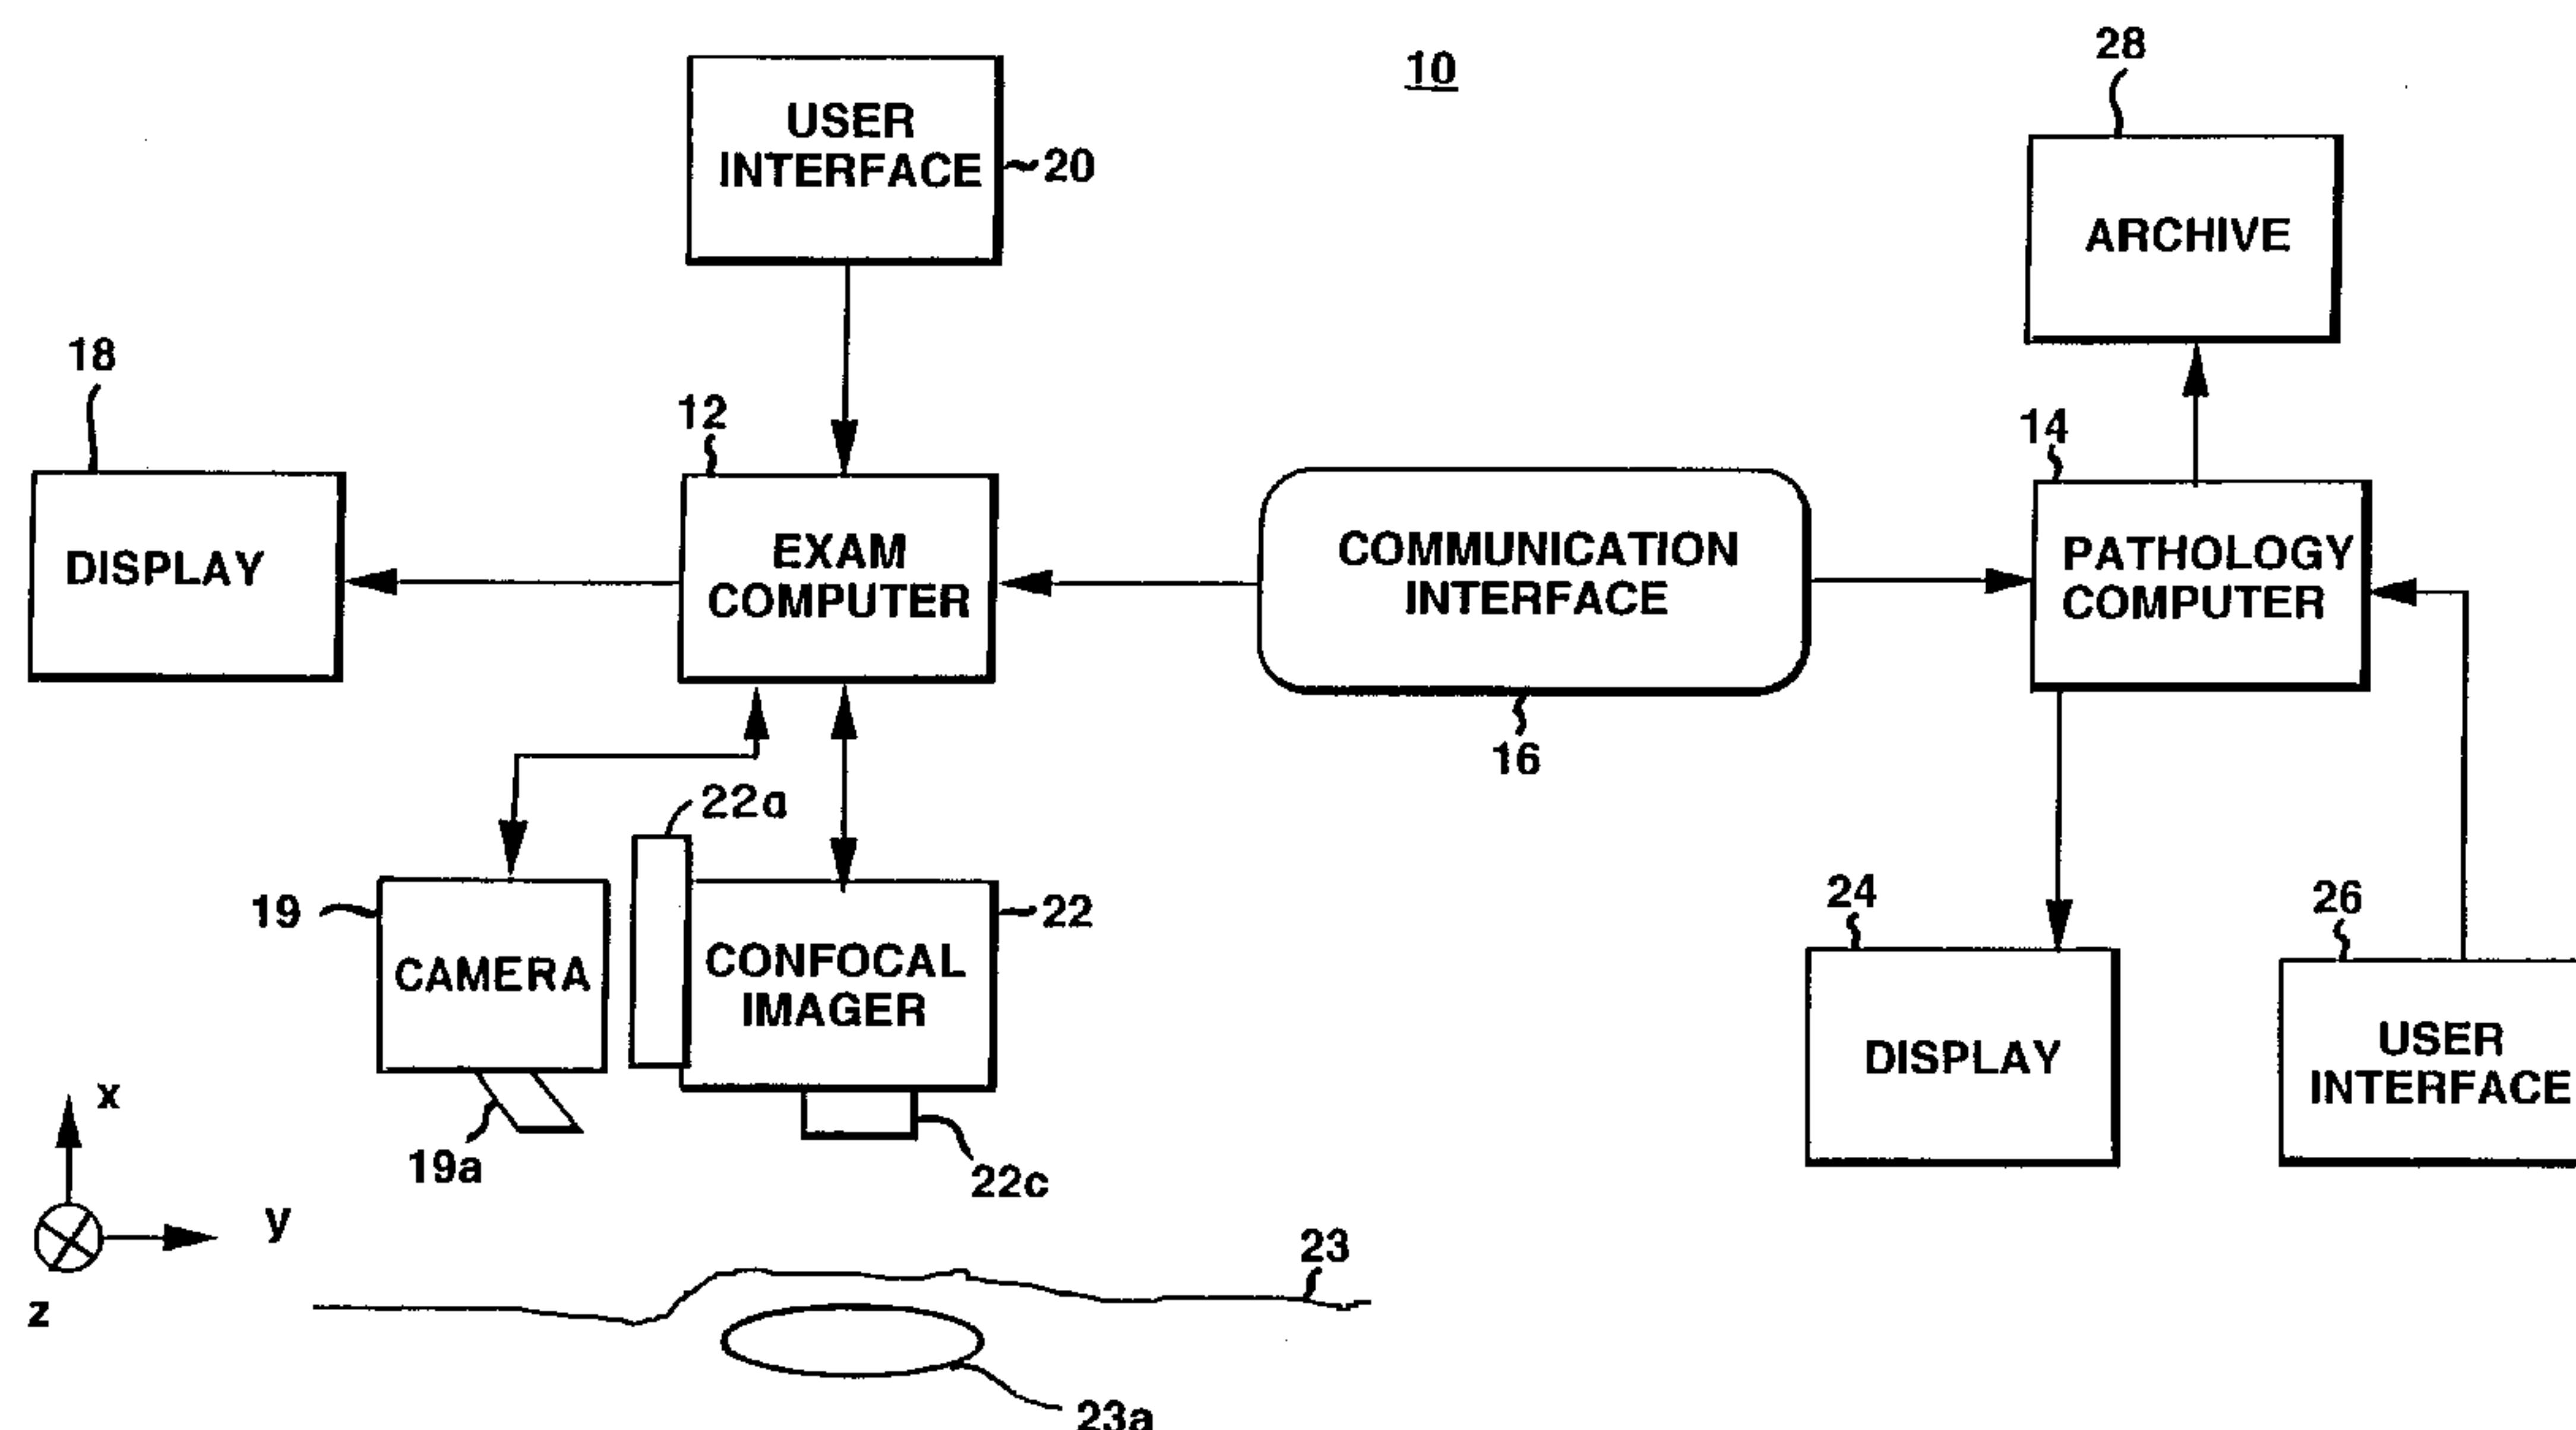 10
28
USER
INTERFACE
20
ARCHIVE
18
12
14
DISPLAY
EXAM
COMPUTER
COMMUNICATION
INTERFACE
PATHOLOGY
COMPUTER
16
22a
19
22
24
26
CAMERA
CONFOCAL
IMAGER
DISPLAY
USER
INTERFACE
x
19a
22c
y
23
z
23a